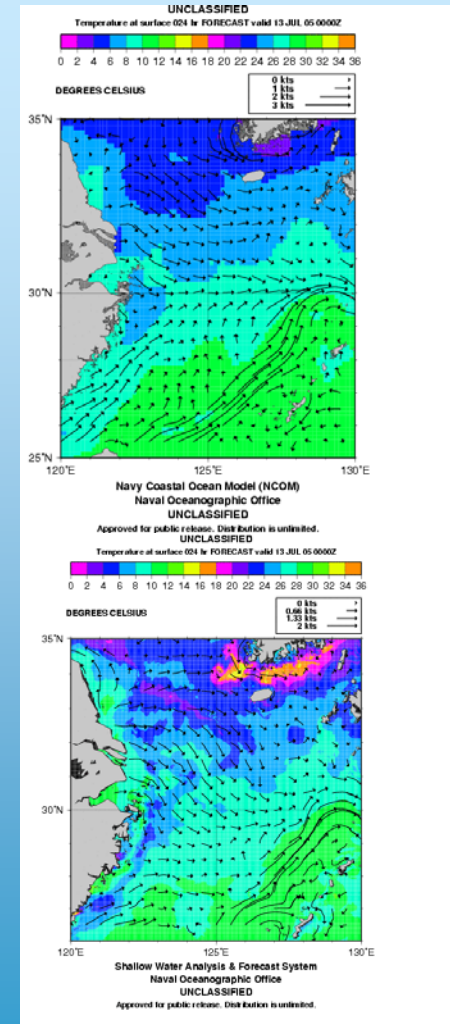 UNCLASSIFIED
Temperature at surface 024 hr FORECAST valid 13 JUL 05 0000Z
0 2 4 6 8 10 12 14 16 18 20 22 24 26 28 30 32 34 36
DEGREES CELSIUS
0 kts
1 kts
2 kts
3 kts
35°N
30°N
25°N
120°E 125°E 130°E
Navy Coastal Ocean Model (NCOM)
Naval Oceanographic Office
UNCLASSIFIED
Approved for public release. Distribution is unlimited.
UNCLASSIFIED
Temperature at surface 024 hr FORECAST valid 13 JUL 05 0000Z
0 2 4 6 8 10 12 14 16 18 20 22 24 26 28 30 32 34 36
DEGREES CELSIUS
0 kts
0.66 kts
1.33 kts
2 kts
35°N
30°N
120°E 125°E 130°E
Shallow Water Analysis & Forecast System
Naval Oceanographic Office
UNCLASSIFIED
Approved for public release. Distribution is unlimited.